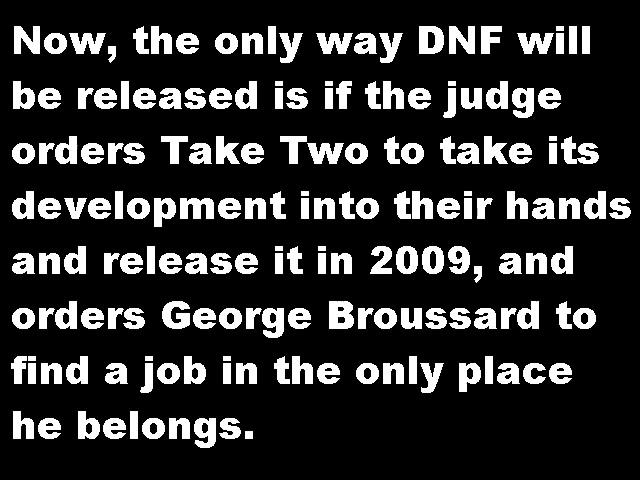 Now, the only way DNF will
be released is if the judge
orders Take Two to take its
development into their hands
and release it in 2009, and
orders George Broussard to
find a job in the only place
he belongs.